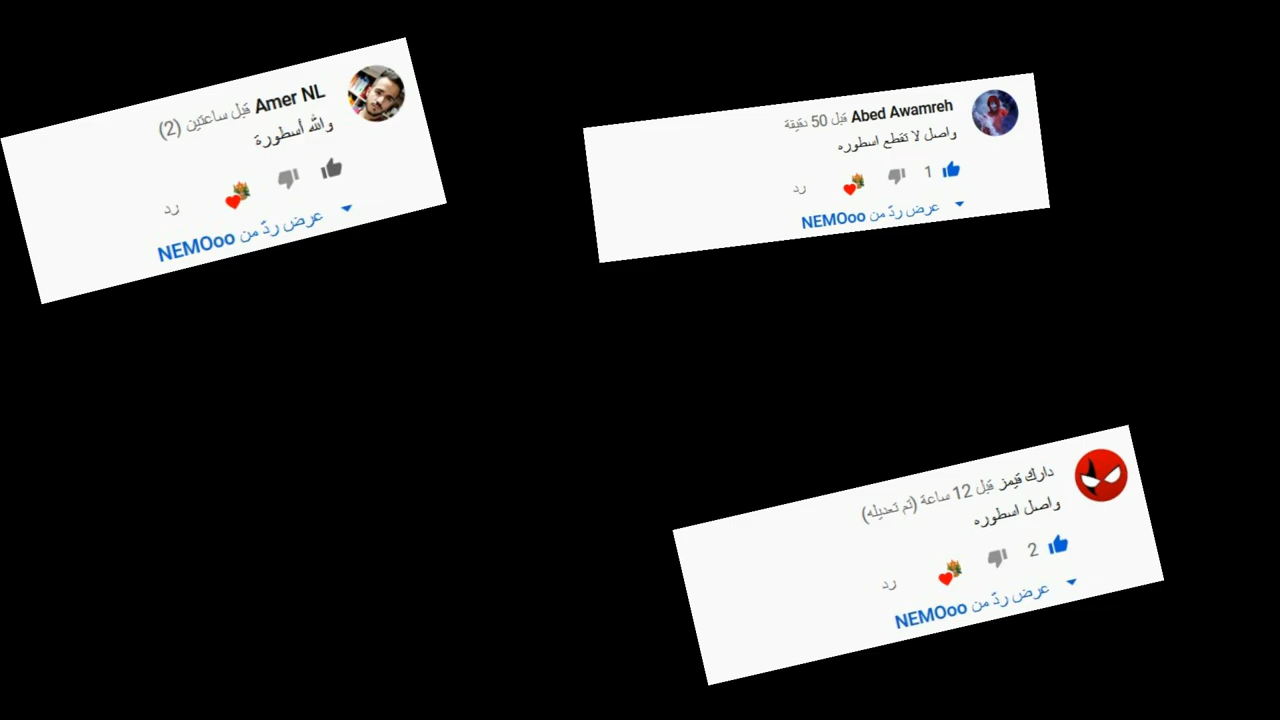 Amer NL قبل ساعتين (2)
والله أسطورة
رد
عرض ردّ من NEMOoo
Abed Awamreh قبل 50 دقيقة
واصل لا تقطع اسطوره
1
رد
عرض ردّ من NEMOoo
دارك قيمز قبل 12 ساعة (تم تعديله)
واصل اسطوره
2
رد
عرض ردّ من NEMOoo